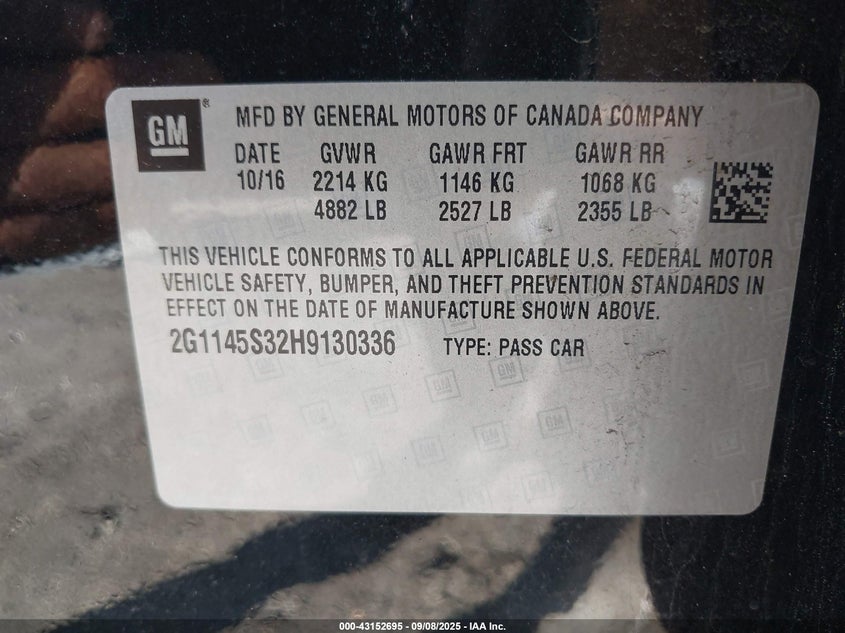 GM ® MFD BY GENERAL MOTORS OF CANADA COMPANY
DATE GVWR GAWR FRT GAWR RR
10/16 2214 KG 1146 KG 1068 KG
4882 LB 2527 LB 2355 LB
THIS VEHICLE CONFORMS TO ALL APPLICABLE U.S. FEDERAL MOTOR
VEHICLE SAFETY, BUMPER, AND THEFT PREVENTION STANDARDS IN
EFFECT ON THE DATE OF MANUFACTURE SHOWN ABOVE.
2G1145S32H9130336 TYPE: PASS CAR
000-43152695 - 09/08/2025 - IAA Inc.